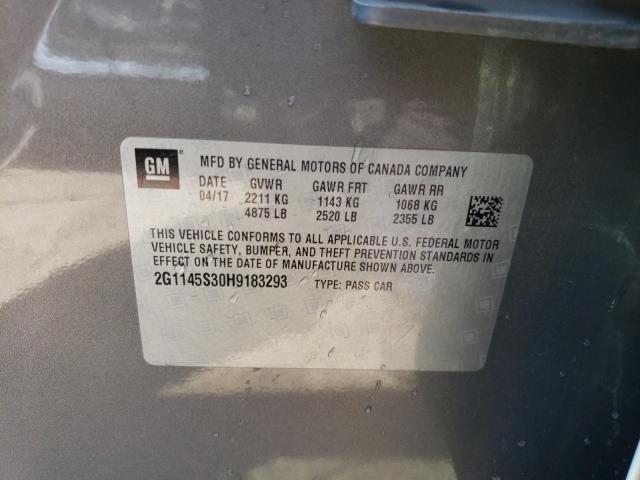 GM
MFD BY GENERAL MOTORS OF CANADA COMPANY
DATE GVWR GAWR FRT GAWR RR
04/17 2211 KG 1143 KG 1068 KG
4875 LB 2520 LB 2355 LB
THIS VEHICLE CONFORMS TO ALL APPLICABLE U.S. FEDERAL MOTOR
VEHICLE SAFETY, BUMPER, AND THEFT PREVENTION STANDARDS IN
EFFECT ON THE DATE OF MANUFACTURE SHOWN ABOVE.
2G1145S30H9183293 TYPE: PASS CAR